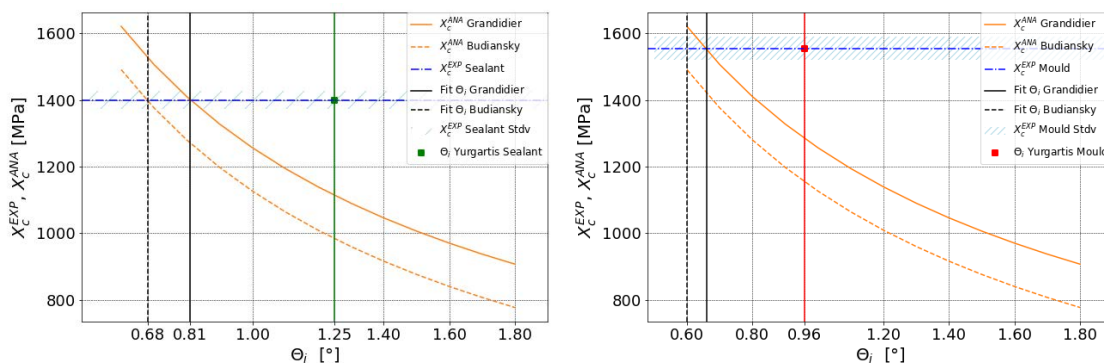 X_c^EXP, X_c^ANA [MPa]
1600
1400
1200
1000
800
0.68 0.81 1.00 1.25 1.40 1.60 1.80
Θ_i [°]
X_c^ANA Grandidier
X_c^ANA Budiansky
X_c^EXP Sealant
Fit Θ_i Grandidier
Fit Θ_i Budiansky
X_c^EXP Sealant Stdv
Θ_i Yurgartis Sealant
X_c^EXP, X_c^ANA [MPa]
1600
1400
1200
1000
800
0.60 0.80 0.96 1.20 1.40 1.60 1.80
Θ_i [°]
X_c^ANA Grandidier
X_c^ANA Budiansky
X_c^EXP Mould
Fit Θ_i Grandidier
Fit Θ_i Budiansky
X_c^EXP Mould Stdv
Θ_i Yurgartis Mould